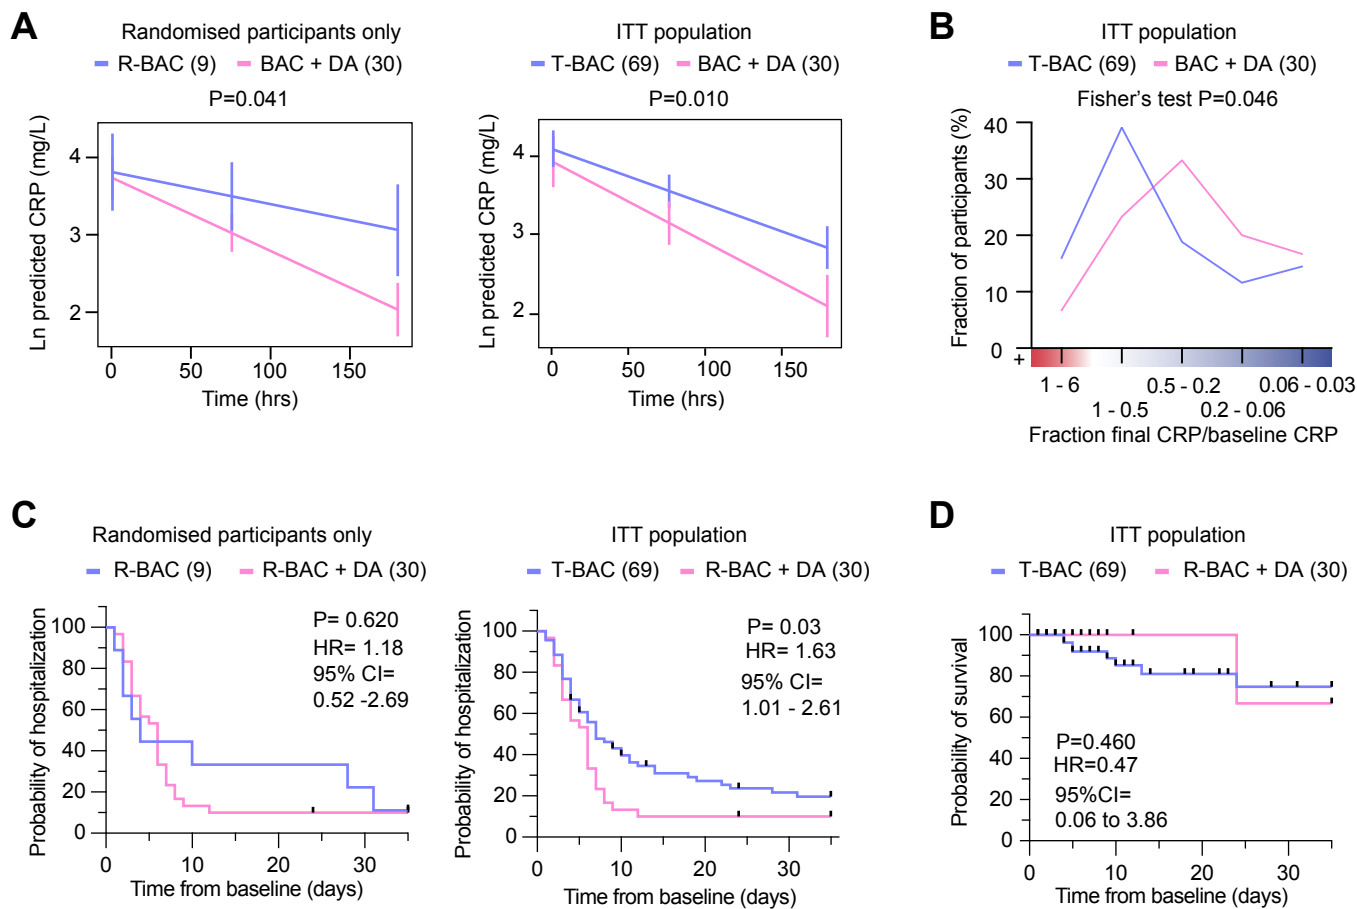 A
Randomised participants only
R-BAC (9) BAC + DA (30)
P=0.041
Ln predicted CRP (mg/L)
4
3
2
0 50 100 150
Time (hrs)
ITT population
T-BAC (69) BAC + DA (30)
P=0.010
Ln predicted CRP (mg/L)
4
3
2
0 50 100 150
Time (hrs)
B
ITT population
T-BAC (69) BAC + DA (30)
Fisher's test P=0.046
Fraction of participants (%)
40
30
20
10
0
+
1 - 6 0.5 - 0.2 0.06 - 0.03
1 - 0.5 0.2 - 0.06
Fraction final CRP/baseline CRP
C
Randomised participants only
R-BAC (9) R-BAC + DA (30)
P= 0.620
HR= 1.18
95% CI=
0.52 -2.69
Probability of hospitalization
100
80
60
40
20
0
0 10 20 30
Time from baseline (days)
ITT population
T-BAC (69) R-BAC + DA (30)
P= 0.03
HR= 1.63
95% CI=
1.01 - 2.61
Probability of hospitalization
100
80
60
40
20
0
0 10 20 30
Time from baseline (days)
D
ITT population
T-BAC (69) R-BAC + DA (30)
Probability of survival
100
80
60
40
20
0
P=0.460
HR=0.47
95%CI=
0.06 to 3.86
0 10 20 30
Time from baseline (days)